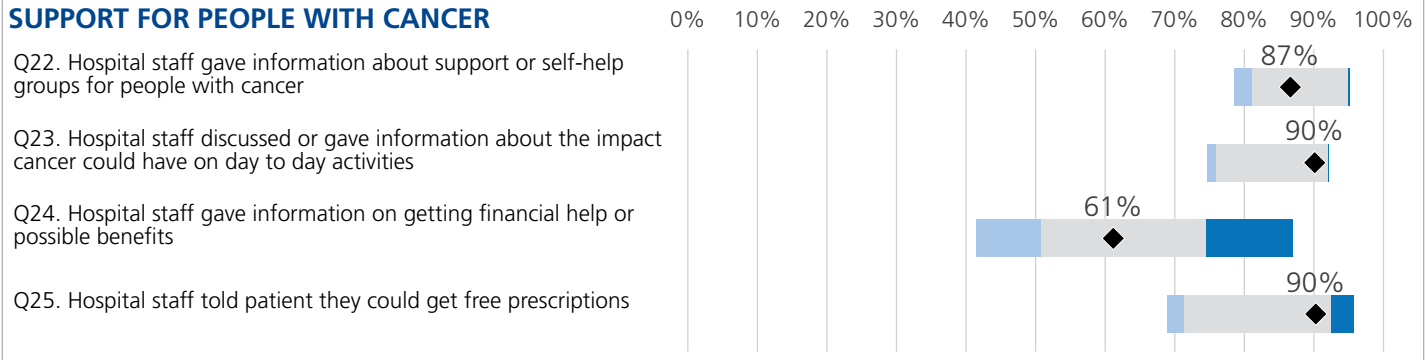 SUPPORT FOR PEOPLE WITH CANCER
0% 10% 20% 30% 40% 50% 60% 70% 80% 90% 100%
Q22. Hospital staff gave information about support or self-help
groups for people with cancer
87%
Q23. Hospital staff discussed or gave information about the impact
cancer could have on day to day activities
90%
Q24. Hospital staff gave information on getting financial help or
possible benefits
61%
Q25. Hospital staff told patient they could get free prescriptions
90%